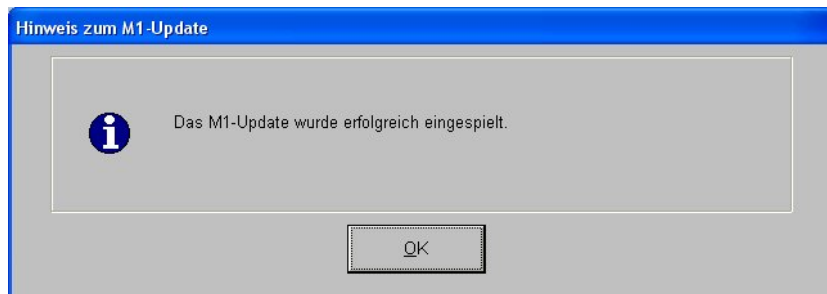 Hinweis zum M1-Update
Das M1-Update wurde erfolgreich eingespielt.
OK